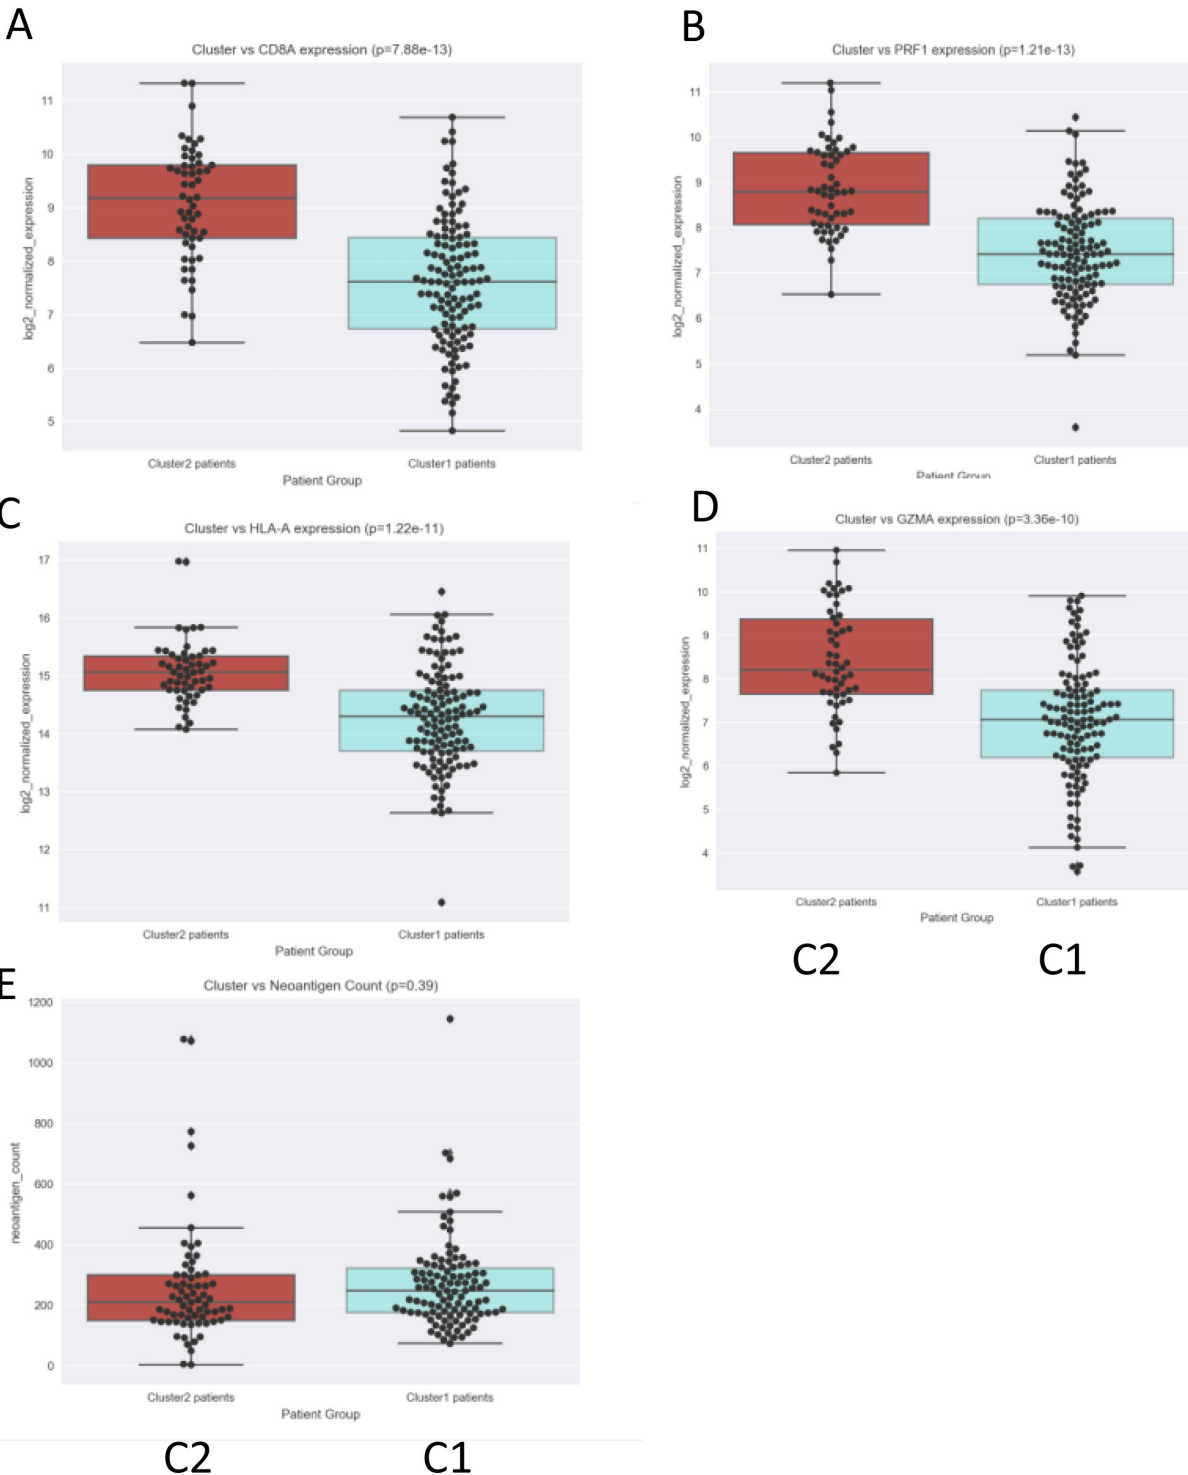 A
Cluster vs CD8A expression (p=7.88e-13)
log2_normalized_expression
11
10
9
8
7
6
5
Cluster2 patients
Cluster1 patients
Patient Group
B
Cluster vs PRF1 expression (p=1.21e-13)
log2_normalized_expression
11
10
9
8
7
6
5
4
Cluster2 patients
Cluster1 patients
Patient Group
C
Cluster vs HLA-A expression (p=1.22e-11)
log2_normalized_expression
17
16
15
14
13
12
11
Cluster2 patients
Cluster1 patients
Patient Group
D
Cluster vs GZMA expression (p=3.36e-10)
log2_normalized_expression
11
10
9
8
7
6
5
4
Cluster2 patients
Cluster1 patients
Patient Group
C2
C1
E
Cluster vs Neoantigen Count (p=0.39)
neoantigen_count
1200
1000
800
600
400
200
0
Cluster2 patients
Cluster1 patients
Patient Group
C2
C1